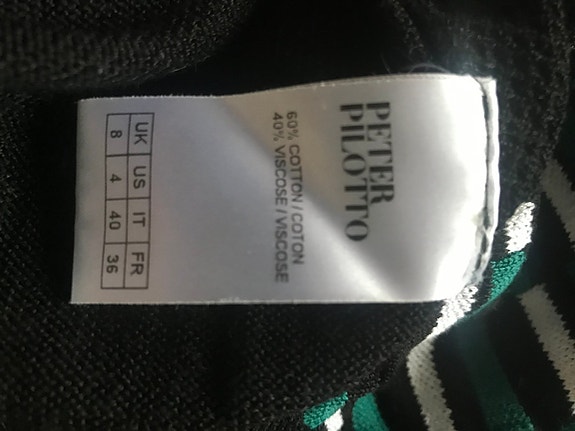 PETER
PILOTTO
60% COTTON / COTON
40% VISCOSE / VISCOSE
UK US IT FR
8 4 40 36